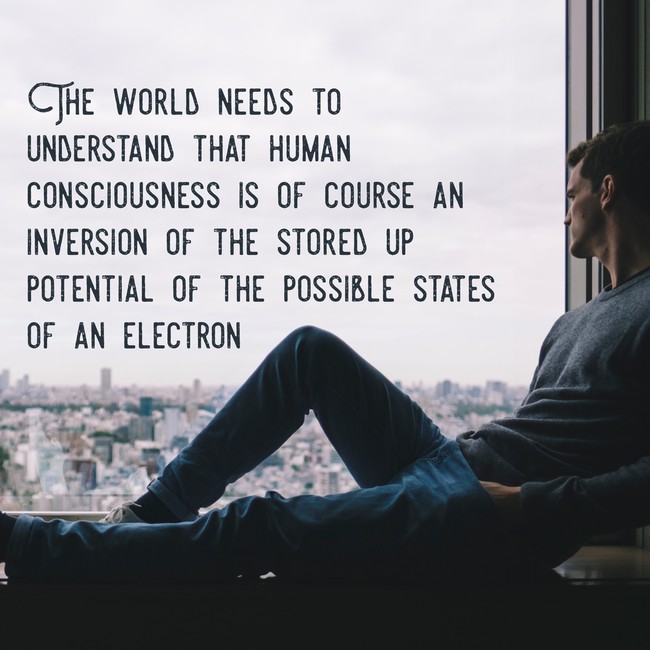 The world needs to
understand that human
consciousness is of course an
inversion of the stored up
potential of the possible states
of an electron